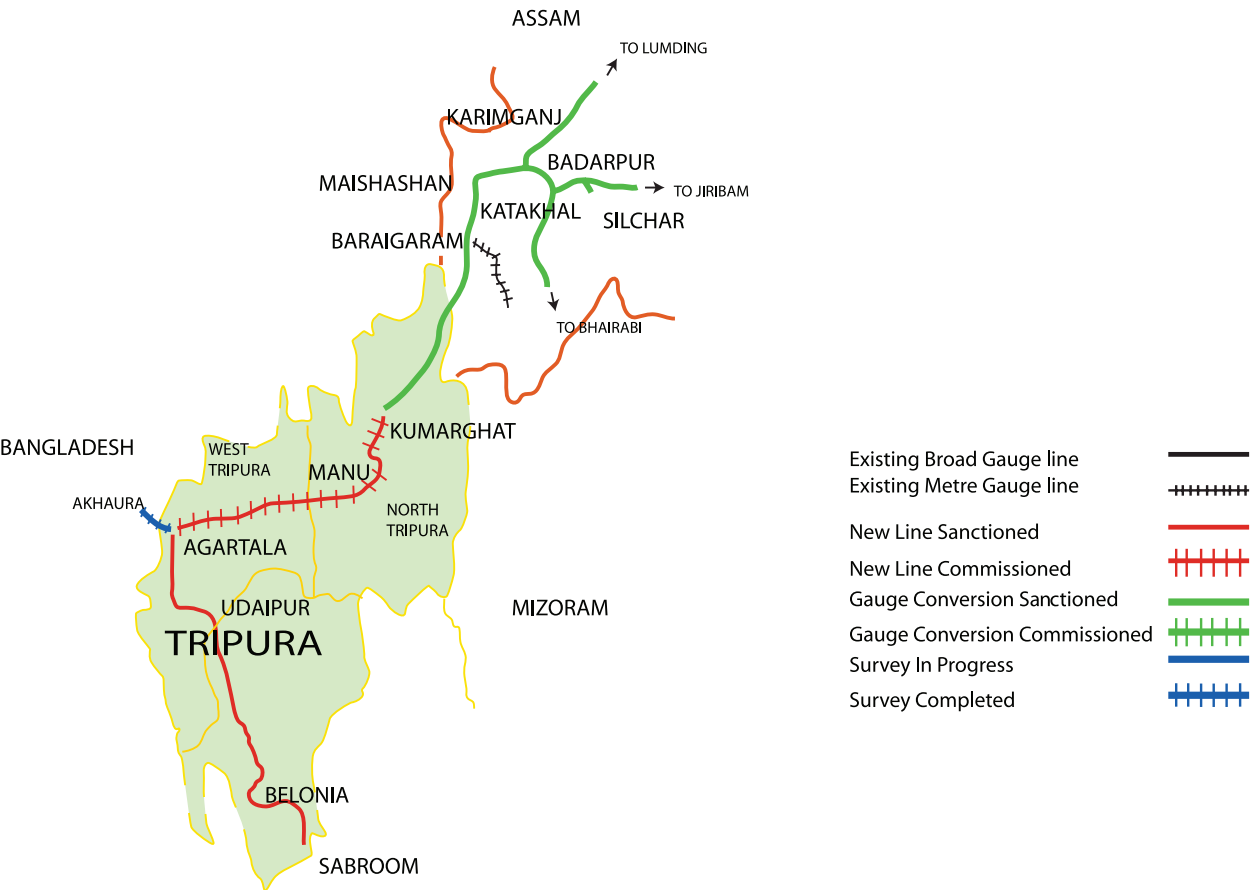 ASSAM
TO LUMDING
KARIMGANJ
BADARPUR
MAISHASHAN
TO JIRIBAM
KATAKHAL
SILCHAR
BARAIGARAM
TO BHAIRABI
KUMARGHAT
BANGLADESH
WEST
TRIPURA
MANU
AKHAURA
NORTH
TRIPURA
AGARTALA
UDAIPUR
MIZORAM
TRIPURA
BELONIA
SABROOM
Existing Broad Gauge line
Existing Metre Gauge line
New Line Sanctioned
New Line Commissioned
Gauge Conversion Sanctioned
Gauge Conversion Commissioned
Survey In Progress
Survey Completed